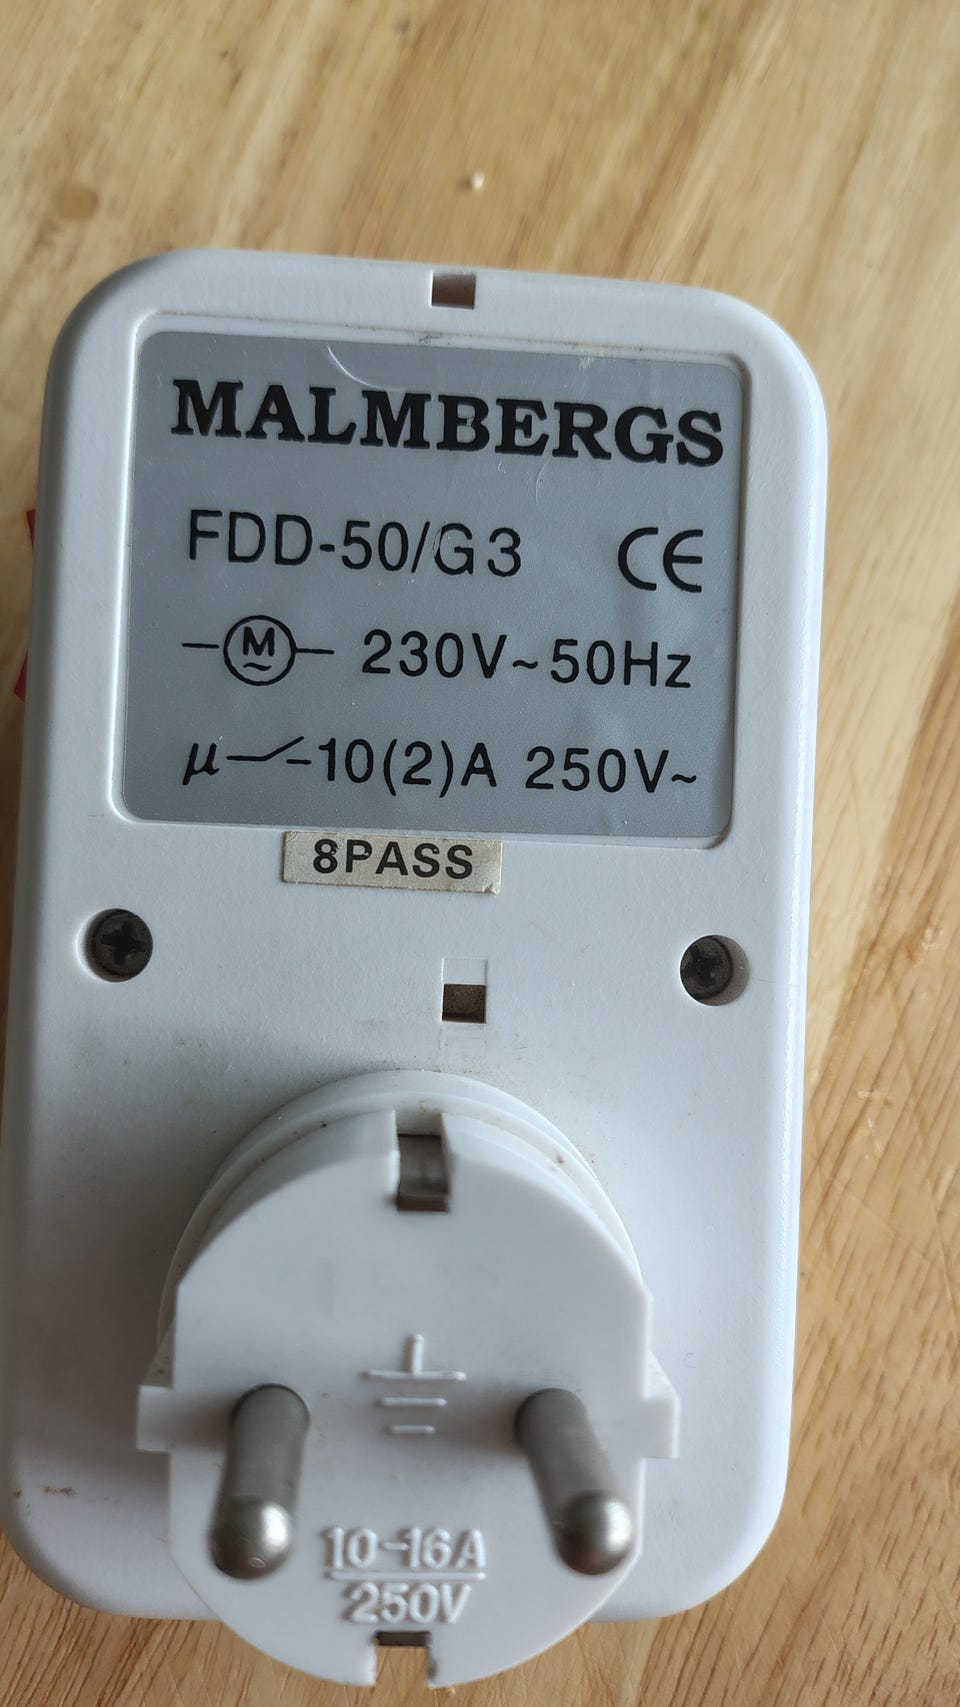 MALMBERGS
FDD-50/G3 CE
M 230V~50Hz
µ 10(2)A 250V~
8PASS
10-16A
250V